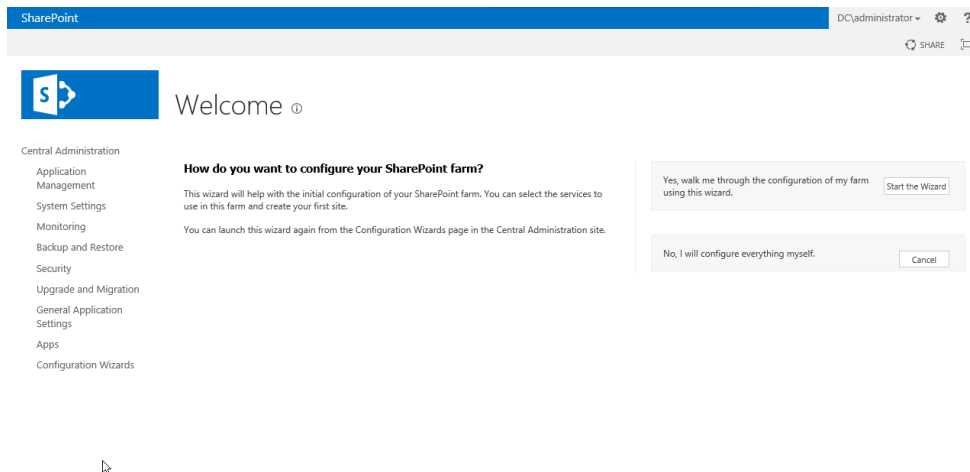 SharePoint
DC\administrator
?
SHARE
S
Welcome
Central Administration
Application
Management
System Settings
Monitoring
Backup and Restore
Security
Upgrade and Migration
General Application
Settings
Apps
Configuration Wizards
How do you want to configure your SharePoint farm?
This wizard will help with the initial configuration of your SharePoint farm. You can select the services to
use in this farm and create your first site.
You can launch this wizard again from the Configuration Wizards page in the Central Administration site.
Yes, walk me through the configuration of my farm
using this wizard.
Start the Wizard
No, I will configure everything myself.
Cancel